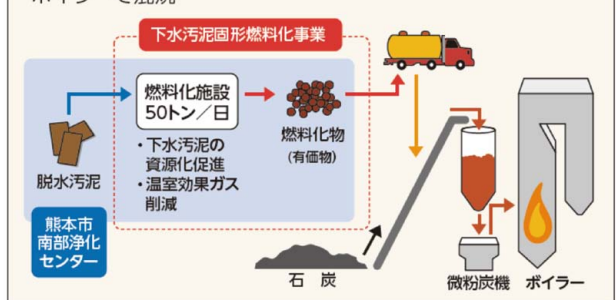 下水汚泥固形燃料化事業
燃料化施設
50トン／日
・下水汚泥の
資源化促進
・温室効果ガス
削減
燃料化物
(有価物)
脱水汚泥
熊本市
南部浄化
センター
石 炭
微粉炭機
ボイラー